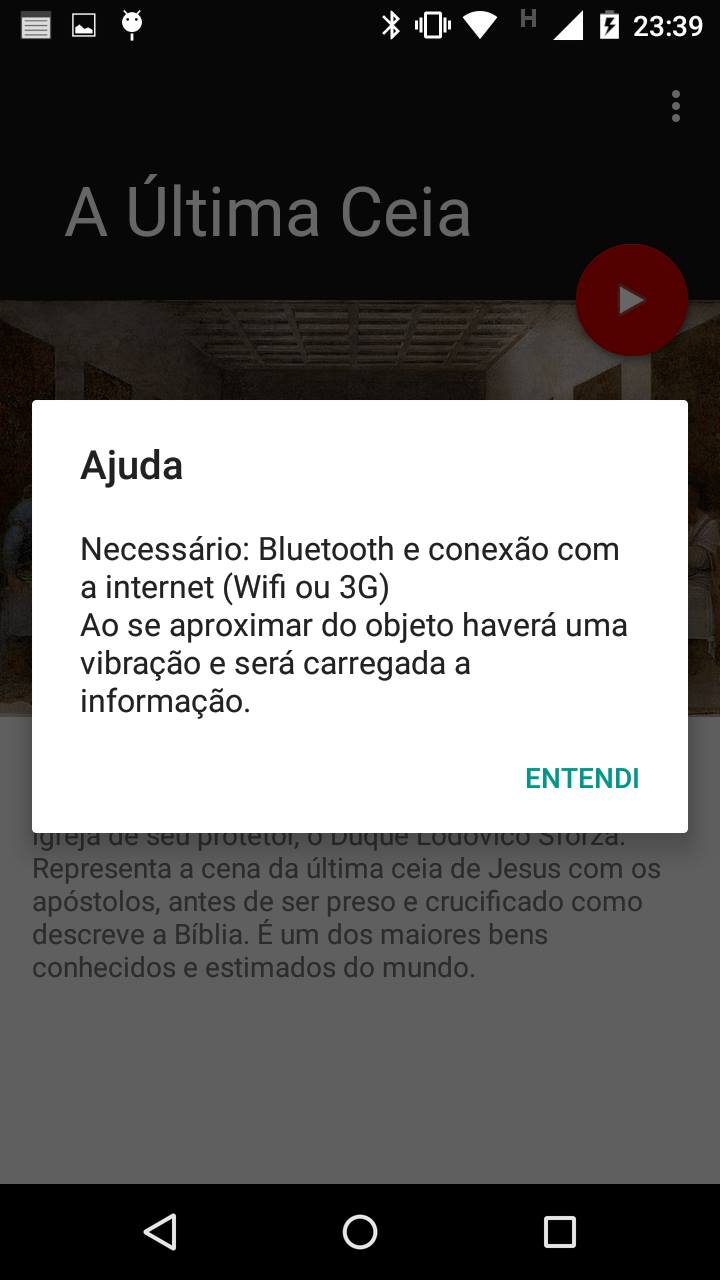 H 23:39
A Última Ceia
Ajuda
Necessário: Bluetooth e conexão com
a internet (Wifi ou 3G)
Ao se aproximar do objeto haverá uma
vibração e será carregada a
informação.
ENTENDI
igreja de seu protetor, o Duque Lodovico Sforza.
Representa a cena da última ceia de Jesus com os
apóstolos, antes de ser preso e crucificado como
descreve a Bíblia. É um dos maiores bens
conhecidos e estimados do mundo.